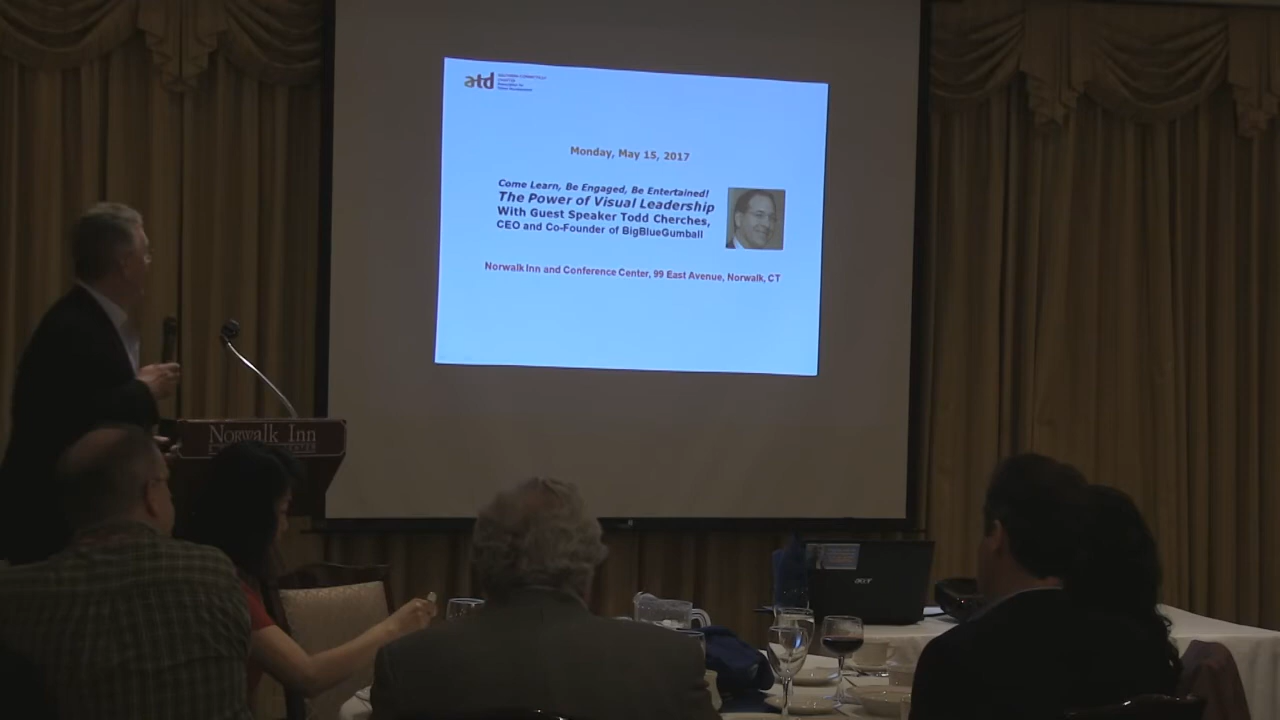 atd
Monday, May 15, 2017
Come Learn, Be Engaged, Be Entertained!
The Power of Visual Leadership
With Guest Speaker Todd Cherches,
CEO and Co-Founder of BigBlueGumball
Norwalk Inn and Conference Center, 99 East Avenue, Norwalk, CT
Norwalk Inn
acer